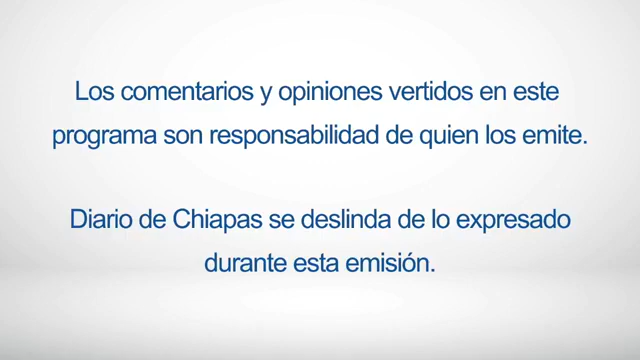 Los comentarios y opiniones vertidos en este
programa son responsabilidad de quien los emite.
Diario de Chiapas se deslinda de lo expresado
durante esta emisión.